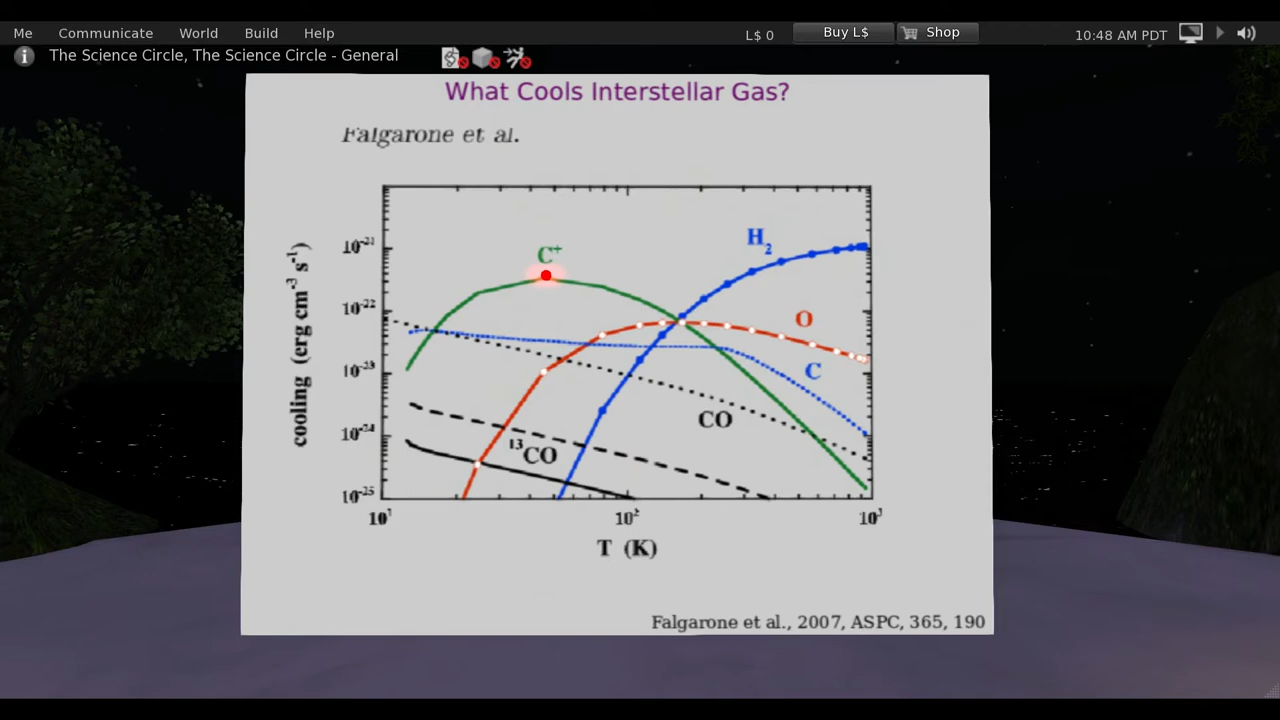 Me Communicate World Build Help L$ 0 Buy L$ Shop 10:48 AM PDT
The Science Circle, The Science Circle - General
What Cools Interstellar Gas?
Falgarone et al.
10⁻²¹
10⁻²²
10⁻²³
10⁻²⁴
10⁻²⁵
cooling (erg cm⁻³ s⁻¹)
C⁺
H₂
O
C
CO
¹³CO
10¹ 10² 10³
T (K)
Falgarone et al., 2007, ASPC, 365, 190